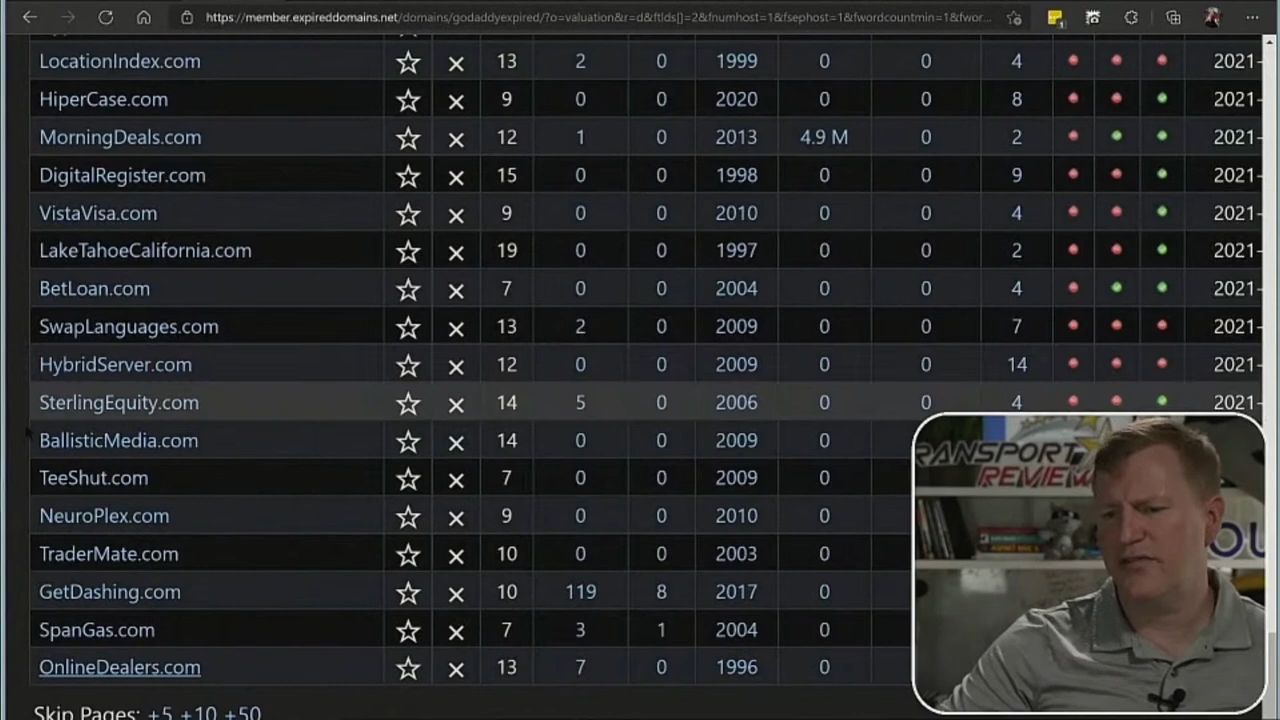 https://member.expireddomains.net/domains/godaddyexpired/?o=valuation&r=d&ftlds[]=2&fnumhost=1&fsephost=1&fwordcountmin=1&fwor...
LocationIndex.com 13 2 0 1999 0 0 4 2021-
HiperCase.com 9 0 0 2020 0 0 8 2021-
MorningDeals.com 12 1 0 2013 4.9 M 0 2 2021-
DigitalRegister.com 15 0 0 1998 0 0 9 2021-
VistaVisa.com 9 0 0 2010 0 0 4 2021-
LakeTahoeCalifornia.com 19 0 0 1997 0 0 2 2021-
BetLoan.com 7 0 0 2004 0 0 4 2021-
SwapLanguages.com 13 2 0 2009 0 0 7 2021-
HybridServer.com 12 0 0 2009 0 0 14 2021-
SterlingEquity.com 14 5 0 2006 0 0 4 2021-
BallisticMedia.com 14 0 0 2009 0
TeeShut.com 7 0 0 2009 0
NeuroPlex.com 9 0 0 2010 0
TraderMate.com 10 0 0 2003 0
GetDashing.com 10 119 8 2017 0
SpanGas.com 7 3 1 2004 0
OnlineDealers.com 13 7 0 1996 0
Skip Pages: +5 +10 +50
RANSPORT
REVIEW